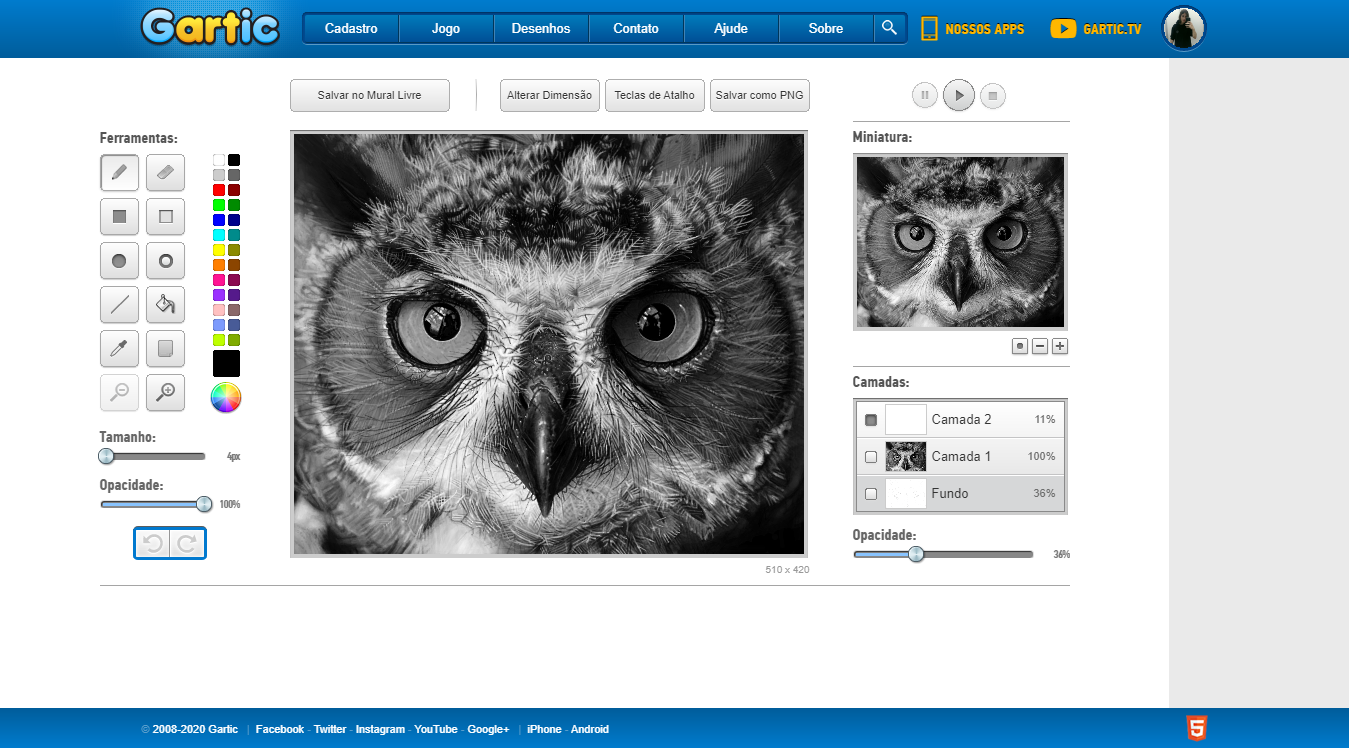 Gartic
Cadastro
Jogo
Desenhos
Contato
Ajude
Sobre
NOSSOS APPS
GARTIC.TV
Salvar no Mural Livre
Alterar Dimensão
Teclas de Atalho
Salvar como PNG
Ferramentas:
Tamanho:
4px
Opacidade:
100%
510 x 420
Miniatura:
Camadas:
Camada 2 11%
Camada 1 100%
Fundo 36%
Opacidade:
36%
© 2008-2020 Gartic | Facebook - Twitter - Instagram - YouTube - Google+ | iPhone - Android
5